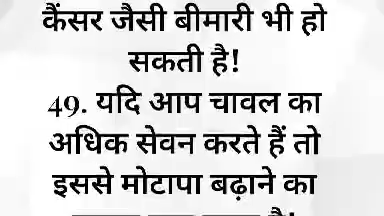 कैंसर जैसी बीमारी भी हो
सकती है!
49. यदि आप चावल का
अधिक सेवन करते हैं तो
इससे मोटापा बढ़ाने का